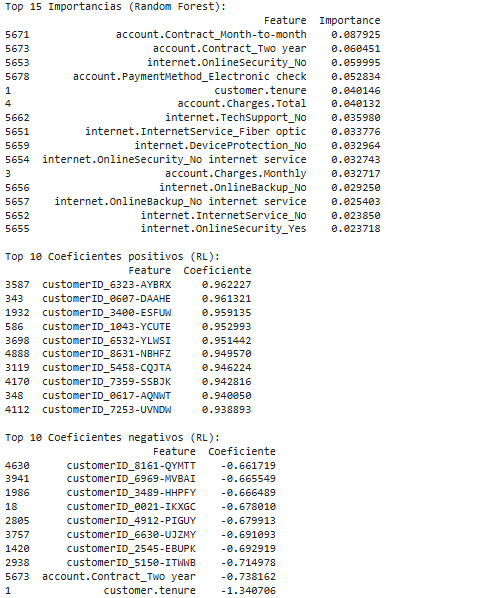 Top 15 Importancias (Random Forest):
Feature Importance
5671 account.Contract_Month-to-month 0.087925
5673 account.Contract_Two year 0.060451
5653 internet.OnlineSecurity_No 0.059995
5678 account.PaymentMethod_Electronic check 0.052834
1 customer.tenure 0.040146
4 account.Charges.Total 0.040132
5662 internet.TechSupport_No 0.035980
5651 internet.InternetService_Fiber optic 0.033776
5659 internet.DeviceProtection_No 0.032964
5654 internet.OnlineSecurity_No internet service 0.032743
3 account.Charges.Monthly 0.032717
5656 internet.OnlineBackup_No 0.029250
5657 internet.OnlineBackup_No internet service 0.025403
5652 internet.InternetService_No 0.023850
5655 internet.OnlineSecurity_Yes 0.023718
Top 10 Coeficientes positivos (RL):
Feature Coeficiente
3587 customerID_6323-AYBRX 0.962227
343 customerID_0607-DAAHE 0.961321
1932 customerID_3400-ESFUW 0.959135
586 customerID_1043-YCUTE 0.952993
3698 customerID_6532-YLWSI 0.951442
4888 customerID_8631-NBHFZ 0.949570
3119 customerID_5458-CQJTA 0.946224
4170 customerID_7359-SSBJK 0.942816
348 customerID_0617-AQNWT 0.940050
4112 customerID_7253-UVNDW 0.938893
Top 10 Coeficientes negativos (RL):
Feature Coeficiente
4630 customerID_8161-QYMTT -0.661719
3941 customerID_6969-MVBAI -0.665549
1986 customerID_3489-HHPFY -0.666489
18 customerID_0021-IKXGC -0.678010
2805 customerID_4912-PIGUY -0.679913
3757 customerID_6630-UJZMY -0.691093
1420 customerID_2545-EBUPK -0.692919
2938 customerID_5150-ITWWB -0.714978
5673 account.Contract_Two year -0.738162
1 customer.tenure -1.340706